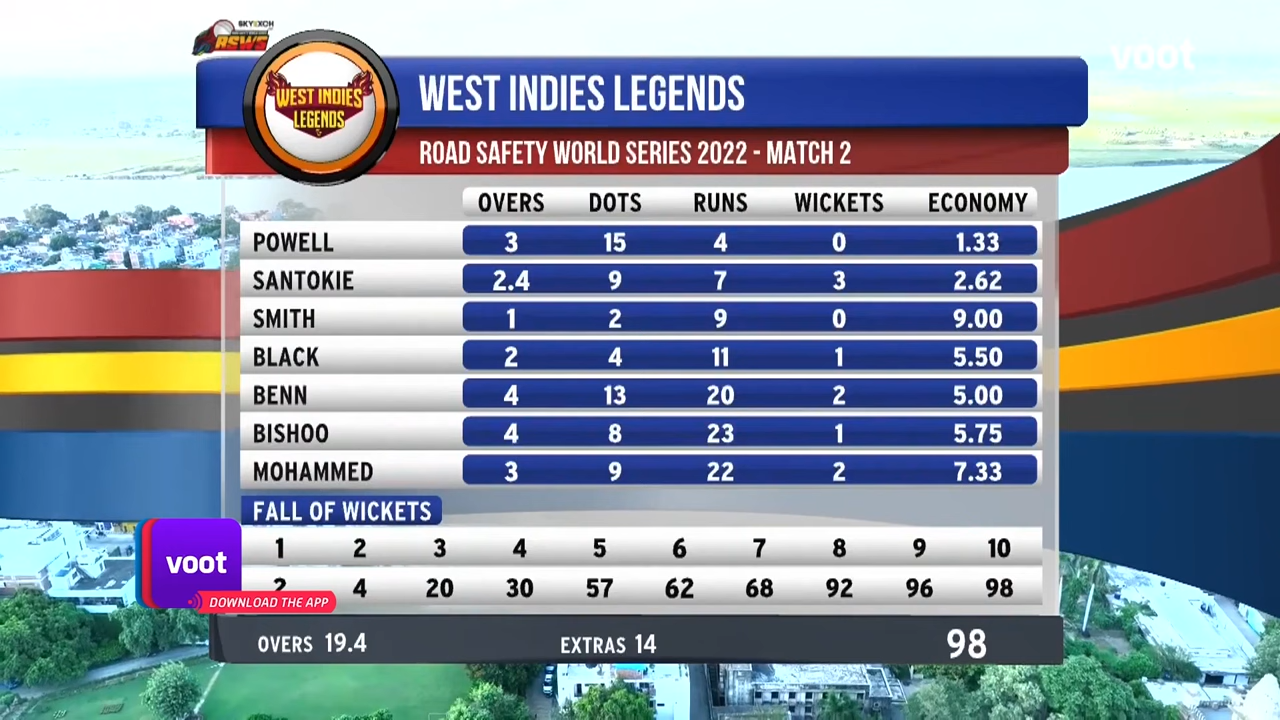 SKYEXCH
RSWS
voot
WEST INDIES
LEGENDS
WEST INDIES LEGENDS
ROAD SAFETY WORLD SERIES 2022 - MATCH 2
OVERS DOTS RUNS WICKETS ECONOMY
POWELL 3 15 4 0 1.33
SANTOKIE 2.4 9 7 3 2.62
SMITH 1 2 9 0 9.00
BLACK 2 4 11 1 5.50
BENN 4 13 20 2 5.00
BISHOO 4 8 23 1 5.75
MOHAMMED 3 9 22 2 7.33
FALL OF WICKETS
1 2 3 4 5 6 7 8 9 10
2 4 20 30 57 62 68 92 96 98
voot
DOWNLOAD THE APP
OVERS 19.4 EXTRAS 14 98